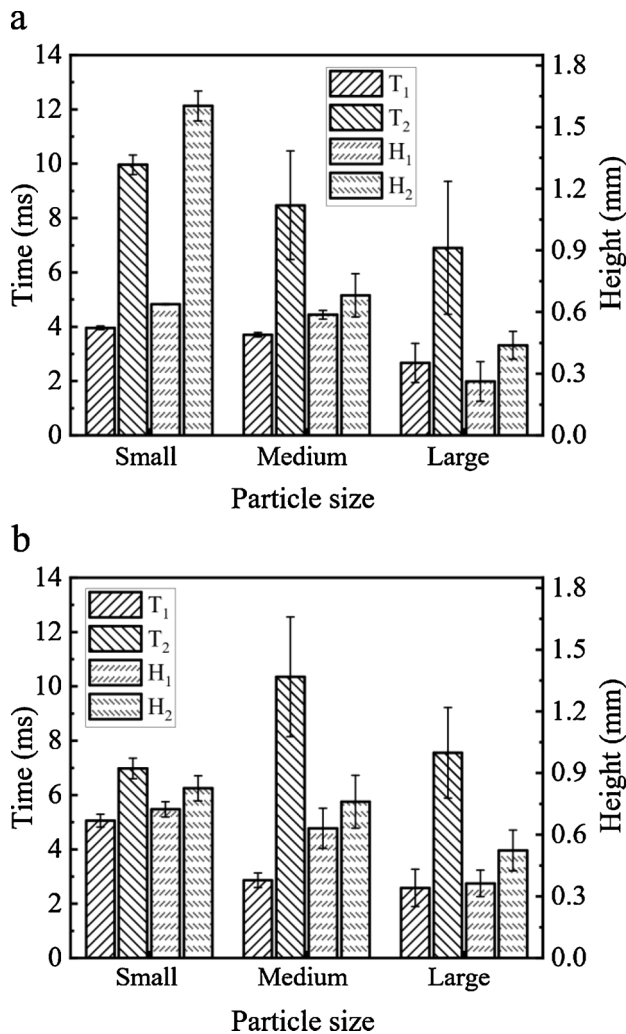 a
14
12
10
8
6
4
2
0
Time (ms)
T₁
T₂
H₁
H₂
1.8
1.5
1.2
0.9
0.6
0.3
0.0
Height (mm)
Small Medium Large
Particle size
b
14
12
10
8
6
4
2
0
Time (ms)
T₁
T₂
H₁
H₂
1.8
1.5
1.2
0.9
0.6
0.3
0.0
Height (mm)
Small Medium Large
Particle size